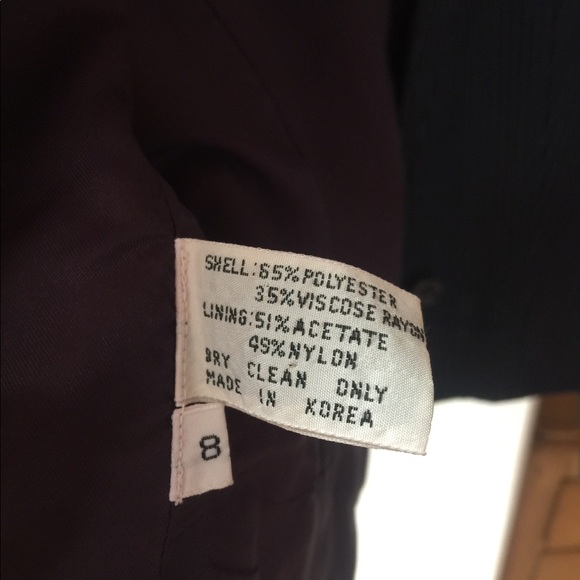 SHELL:65%POLYESTER
35%VISCOSE RAYON
LINING:51%ACETATE
49%NYLON
DRY CLEAN ONLY
MADE IN KOREA
8